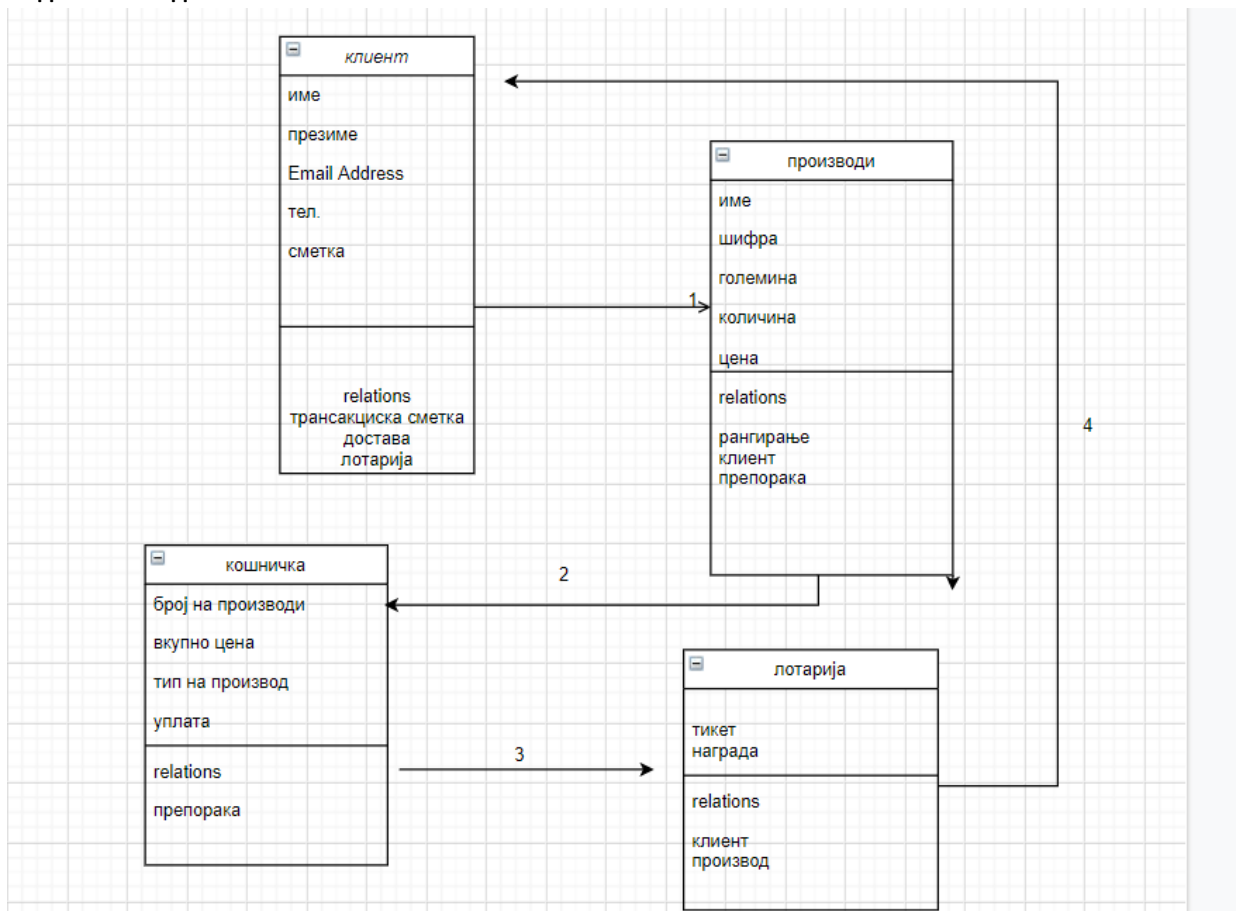 клиент
име
презиме
Email Address
тел.
сметка
relations
трансакциска сметка
достава
лотарија
1
производи
име
шифра
големина
количина
цена
relations
рангирање
клиент
препорака
4
2
кошничка
број на производи
вкупно цена
тип на производ
уплата
relations
препорака
3
лотарија
тикет
награда
relations
клиент
производ